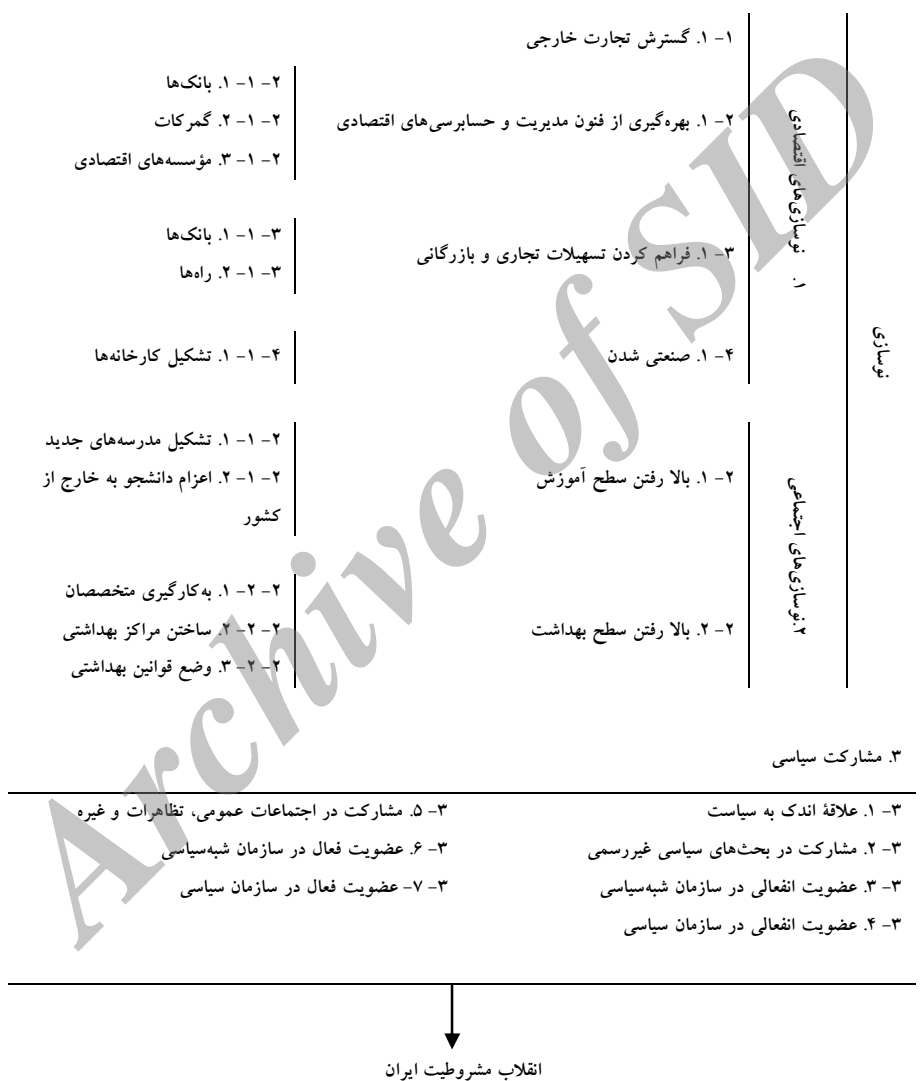 نوسازی
۱. نوسازی‌های اقتصادی
۱- ۱. گسترش تجارت خارجی
۲- ۱. بهره‌گیری از فنون مدیریت و حسابرسی‌های اقتصادی
۲- ۱- ۱. بانک‌ها
۲- ۱- ۲. گمرکات
۲- ۱- ۳. مؤسسه‌های اقتصادی
۳- ۱. فراهم کردن تسهیلات تجاری و بازرگانی
۳- ۱- ۱. بانک‌ها
۳- ۱- ۲. راه‌ها
۴- ۱. صنعتی شدن
۴- ۱- ۱. تشکیل کارخانه‌ها
۲.نوسازی‌های اجتماعی
۲- ۱. بالا رفتن سطح آموزش
۲- ۱- ۱. تشکیل مدرسه‌های جدید
۲- ۱- ۲. اعزام دانشجو به خارج از
کشور
۲- ۲. بالا رفتن سطح بهداشت
۲- ۲- ۱. به‌کارگیری متخصصان
۲- ۲- ۲. ساختن مراکز بهداشتی
۲- ۲- ۳. وضع قوانین بهداشتی
۳. مشارکت سیاسی
۳- ۱. علاقۀ اندک به سیاست
۳- ۲. مشارکت در بحث‌های سیاسی غیررسمی
۳- ۳. عضویت انفعالی در سازمان شبه‌سیاسی
۳- ۴. عضویت انفعالی در سازمان سیاسی
۳- ۵. مشارکت در اجتماعات عمومی، تظاهرات و غیره
۳- ۶. عضویت فعال در سازمان شبه‌سیاسی
۳- ۷- عضویت فعال در سازمان سیاسی
انقلاب مشروطیت ایران
Archive of SID